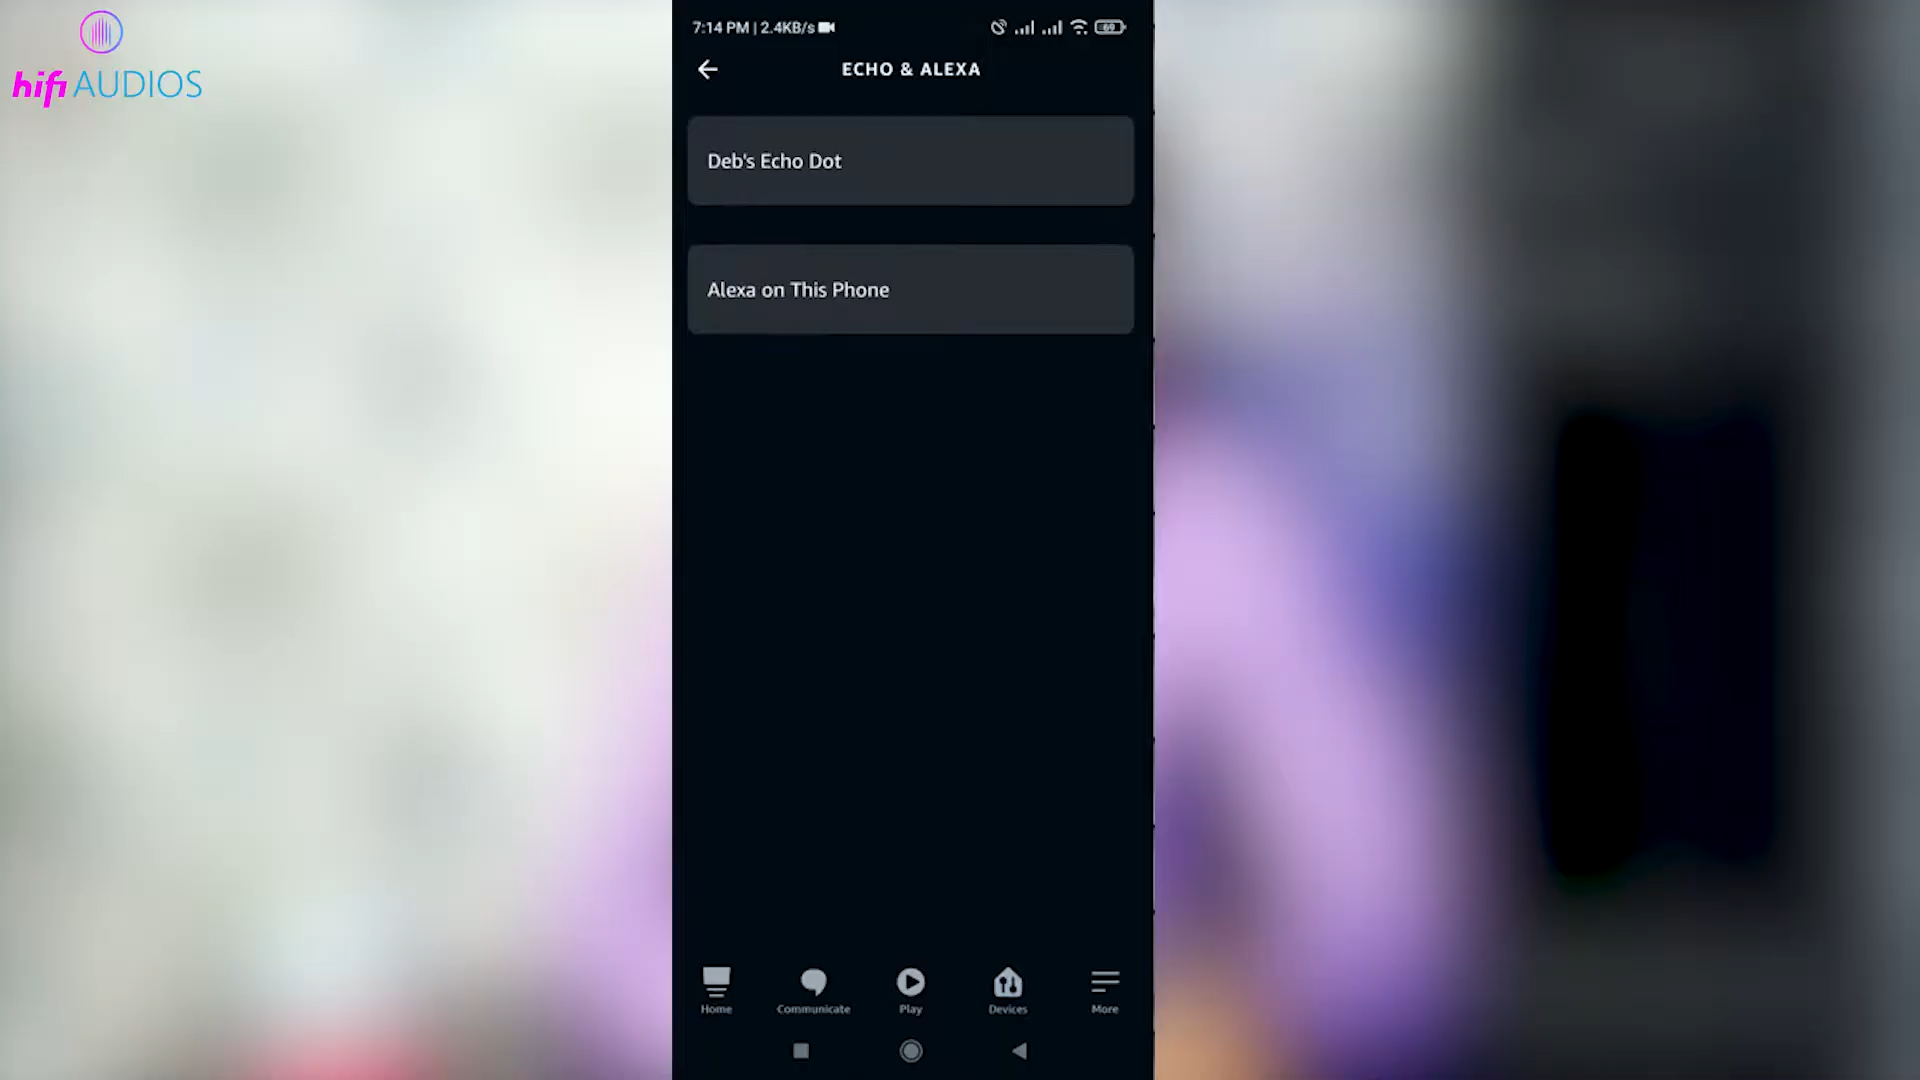 hifi AUDIOS
7:14 PM | 2.4KB/s
69
ECHO & ALEXA
Deb's Echo Dot
Alexa on This Phone
Home
Communicate
Play
Devices
More